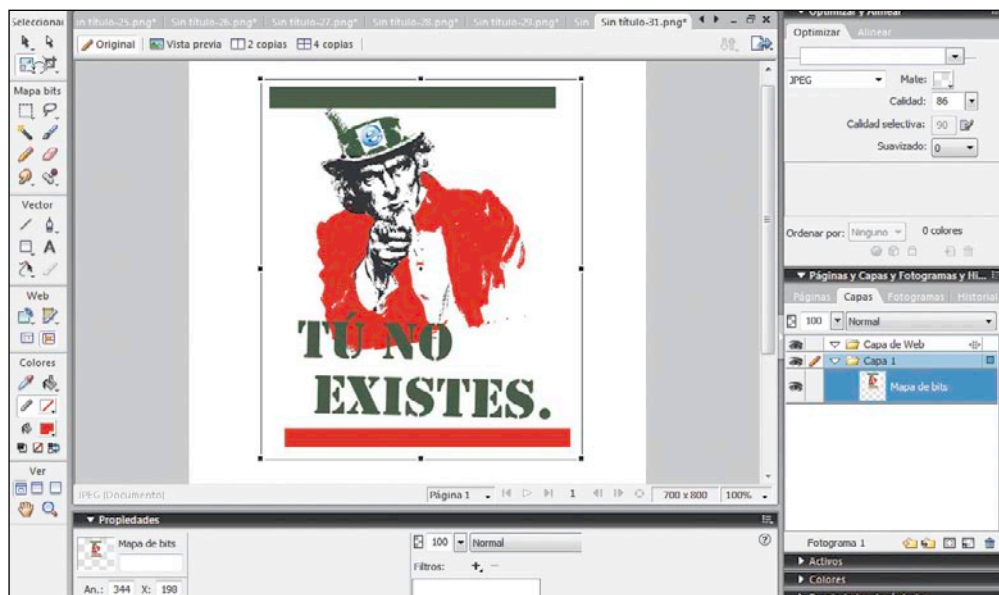 Seleccionar
in título-25.png* Sin título-26.png* Sin título-27.png* Sin título-28.png* Sin título-29.png* Sin Sin título-31.png*
Original Vista previa 2 copias 4 copias
Mapa bits
Vector
Web
Colores
Ver
TÚ NO
EXISTES.
JPEG (Documento)
Página 1 1 700 x 800 100%
Propiedades
Mapa de bits
100 Normal
Filtros:
An.: 344 X: 190
Optimizar y Alinear
Optimizar Alinear
JPEG Mate:
Calidad: 86
Calidad selectiva: 90
Suavizado: 0
Ordenar por: Ninguno 0 colores
Páginas y Capas y Fotogramas y Hi...
Páginas Capas Fotogramas Historial
100 Normal
Capa de Web
Capa 1
Mapa de bits
Fotograma 1
Activos
Colores